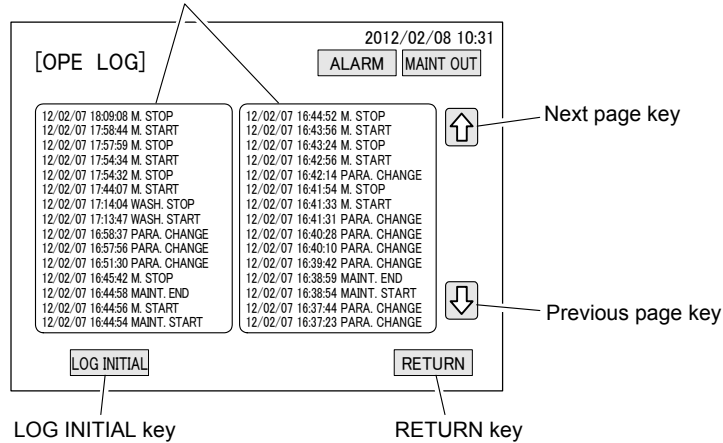 2012/02/08 10:31
[OPE LOG]
ALARM
MAINT OUT
12/02/07 18:09:08 M. STOP
12/02/07 17:58:44 M. START
12/02/07 17:57:59 M. STOP
12/02/07 17:54:34 M. START
12/02/07 17:54:32 M. STOP
12/02/07 17:44:07 M. START
12/02/07 17:14:04 WASH. STOP
12/02/07 17:13:47 WASH. START
12/02/07 16:58:37 PARA. CHANGE
12/02/07 16:57:56 PARA. CHANGE
12/02/07 16:51:30 PARA. CHANGE
12/02/07 16:45:42 M. STOP
12/02/07 16:44:58 MAINT. END
12/02/07 16:44:56 M. START
12/02/07 16:44:54 MAINT. START
12/02/07 16:44:52 M. STOP
12/02/07 16:43:56 M. START
12/02/07 16:43:24 M. STOP
12/02/07 16:42:56 M. START
12/02/07 16:42:14 PARA. CHANGE
12/02/07 16:41:54 M. STOP
12/02/07 16:41:33 M. START
12/02/07 16:41:31 PARA. CHANGE
12/02/07 16:40:28 PARA. CHANGE
12/02/07 16:40:10 PARA. CHANGE
12/02/07 16:39:42 PARA. CHANGE
12/02/07 16:38:59 MAINT. END
12/02/07 16:38:54 MAINT. START
12/02/07 16:37:44 PARA. CHANGE
12/02/07 16:37:23 PARA. CHANGE
Next page key
Previous page key
LOG INITIAL
RETURN
LOG INITIAL key
RETURN key